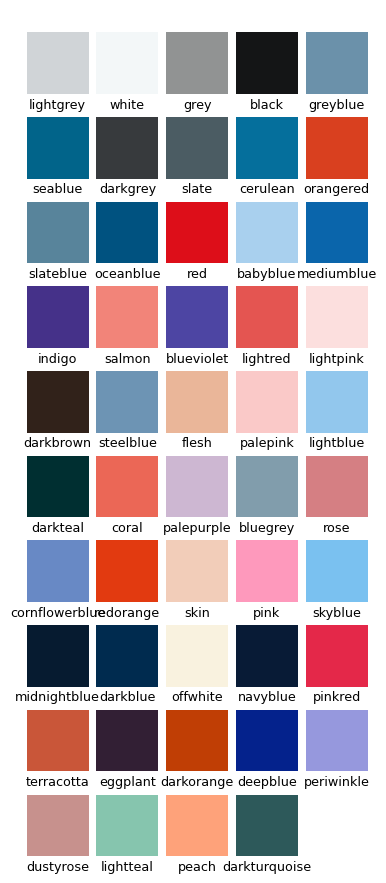 lightgrey white grey black greyblue
seablue darkgrey slate cerulean orangered
slateblue oceanblue red babyblue mediumblue
indigo salmon blueviolet lightred lightpink
darkbrown steelblue flesh palepink lightblue
darkteal coral palepurple bluegrey rose
cornflowerblue redorange skin pink skyblue
midnightblue darkblue offwhite navyblue pinkred
terracotta eggplant darkorange deepblue periwinkle
dustyrose lightteal peach darkturquoise